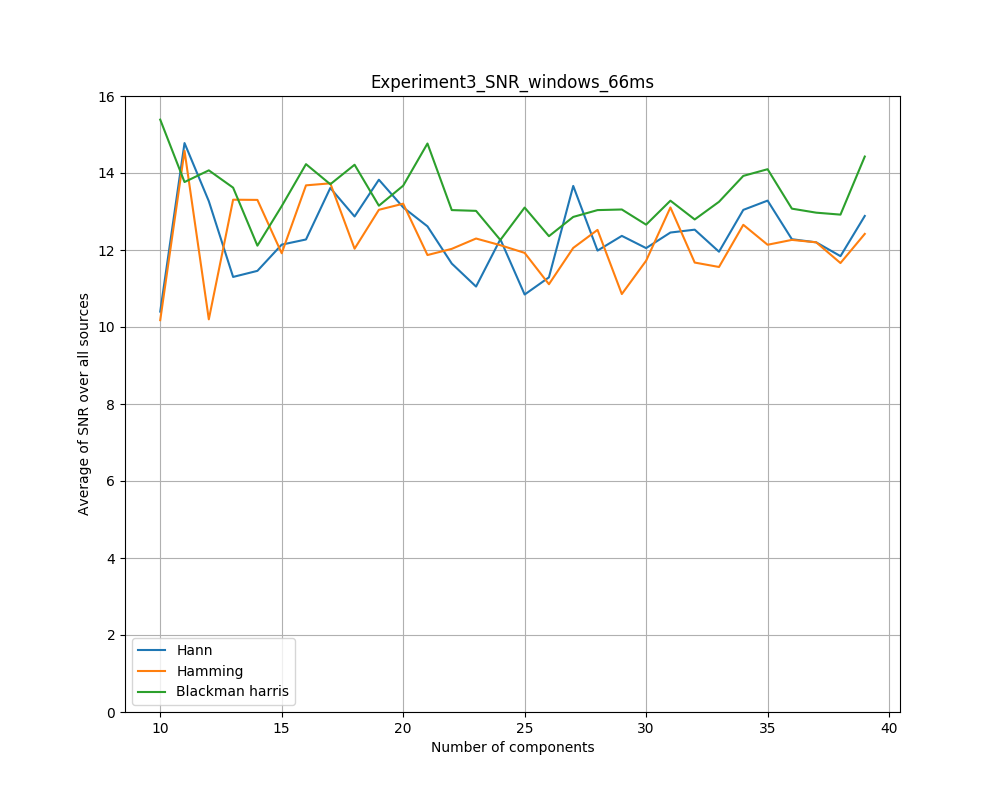 Experiment3_SNR_windows_66ms
16
14
12
10
8
6
4
2
0
Average of SNR over all sources
Hann
Hamming
Blackman harris
10 15 20 25 30 35 40
Number of components